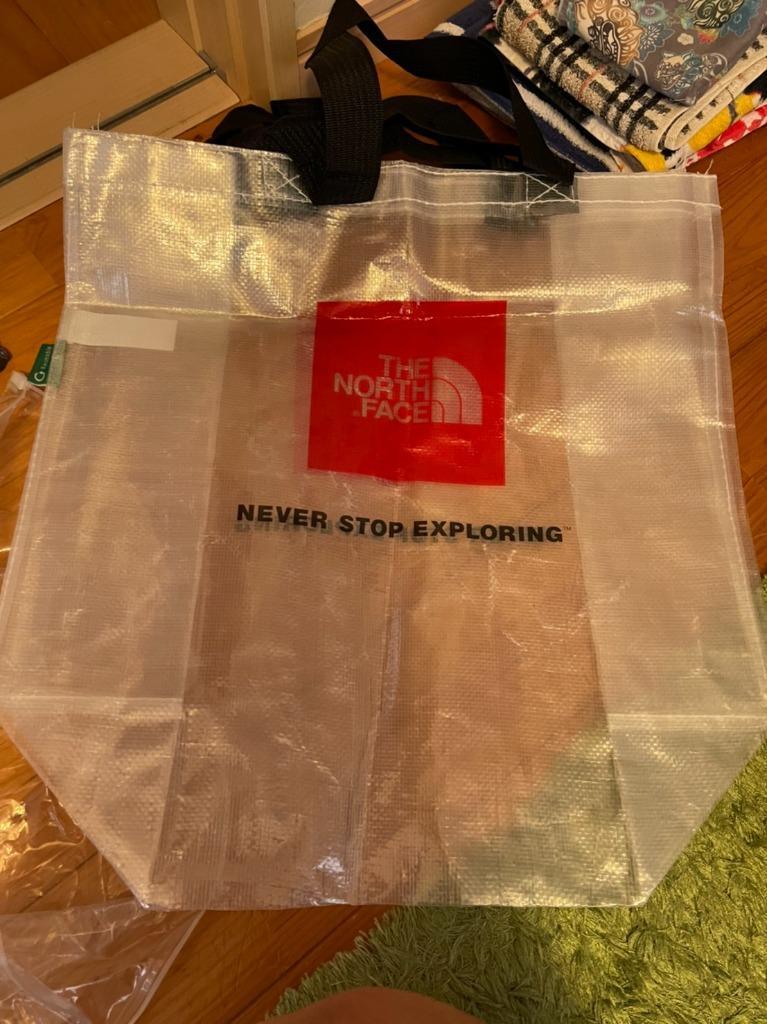 THE
NORTH
FACE
NEVER STOP EXPLORING™
G